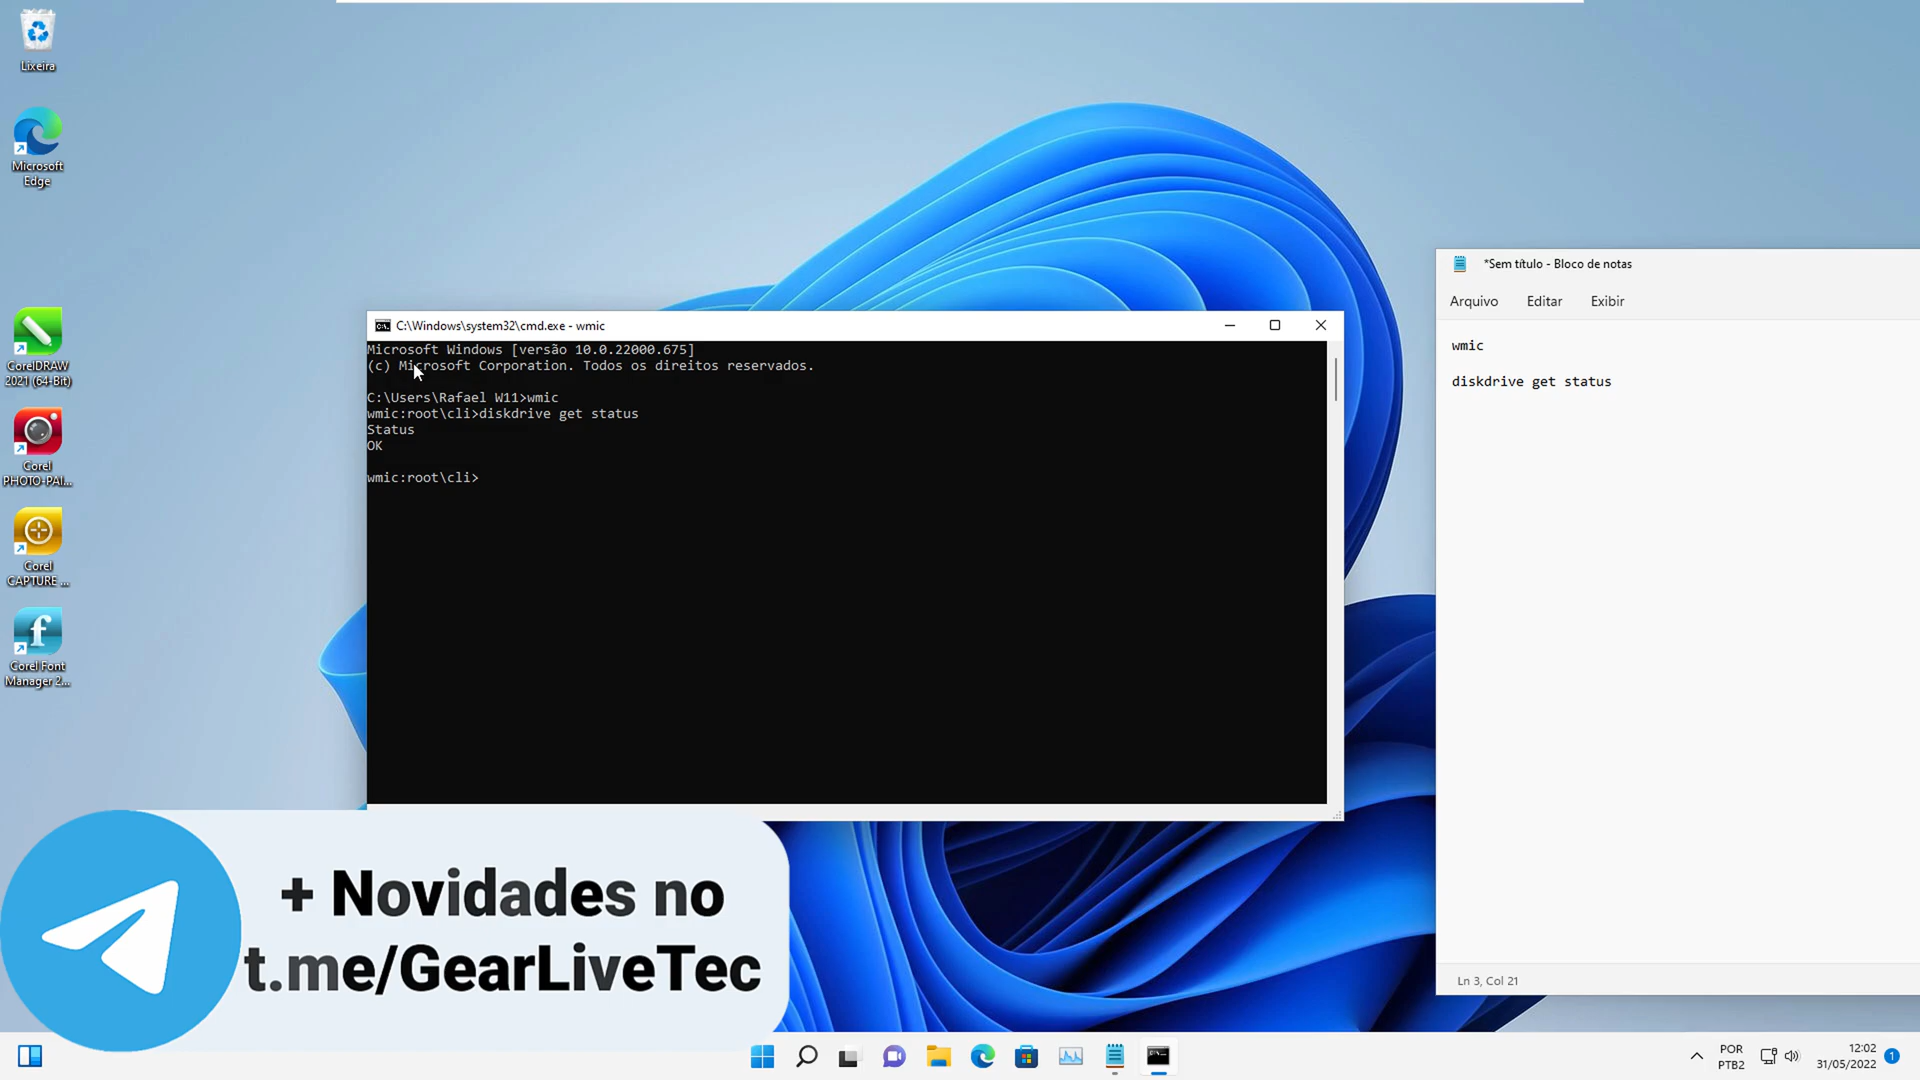 Lixeira
Microsoft
Edge
CorelDRAW
2021 (64-Bit)
Corel
PHOTO-PAI...
Corel
CAPTURE ...
Corel Font
Manager 2...
C:\Windows\system32\cmd.exe - wmic
Microsoft Windows [versão 10.0.22000.675]
(c) Microsoft Corporation. Todos os direitos reservados.
C:\Users\Rafael W11>wmic
wmic:root\cli>diskdrive get status
Status
OK
wmic:root\cli>
*Sem título - Bloco de notas
Arquivo Editar Exibir
wmic
diskdrive get status
Ln 3, Col 21
+ Novidades no
t.me/GearLiveTec
POR
PTB2
12:02
31/05/2022
1